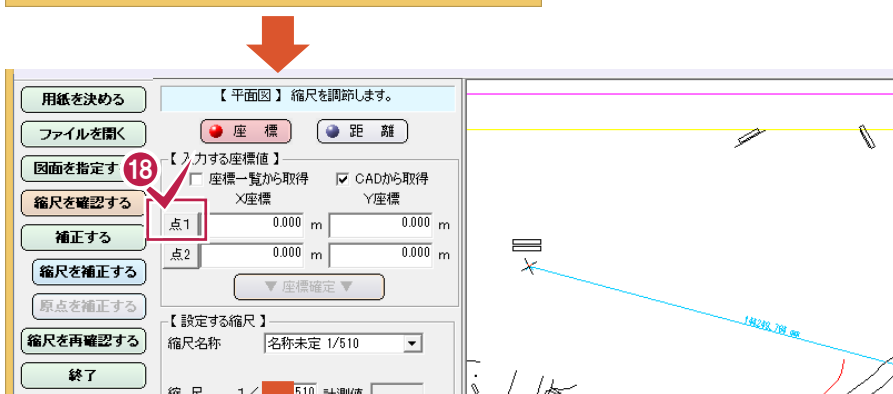 用紙を決める
ファイルを開く
図面を指定す
縮尺を確認する
補正する
縮尺を補正する
原点を補正する
縮尺を再確認する
終了
18
【 平面図 】 縮尺を調節します。
座 標
距 離
【 入力する座標値 】
座標一覧から取得
CADから取得
X座標 Y座標
点1 0.000 m 0.000 m
点2 0.000 m 0.000 m
▼ 座標確定 ▼
【 設定する縮尺 】
縮尺名称 名称未定 1/510
縮 尺 1/ 510 計測値